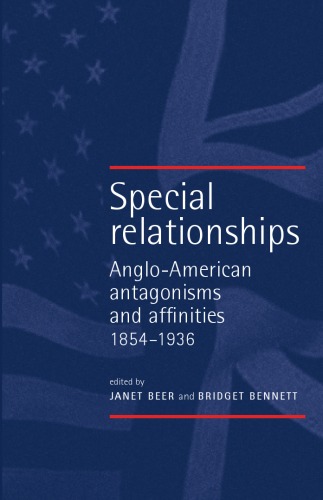 Special
relationships
Anglo-American
antagonisms
and affinities
1854–1936
edited by
JANET BEER and BRIDGET BENNETT